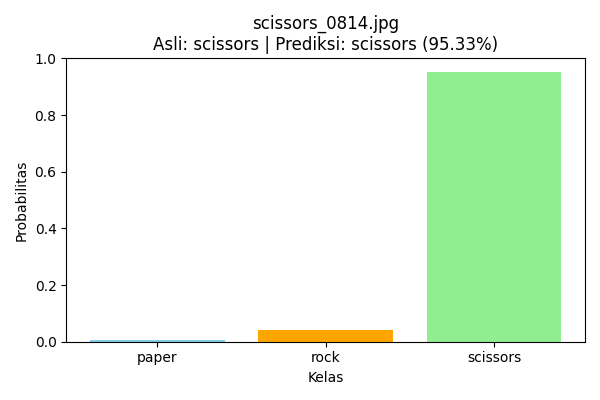 scissors_0814.jpg
Asli: scissors | Prediksi: scissors (95.33%)
1.0
0.8
0.6
0.4
0.2
0.0
Probabilitas
paper rock scissors
Kelas